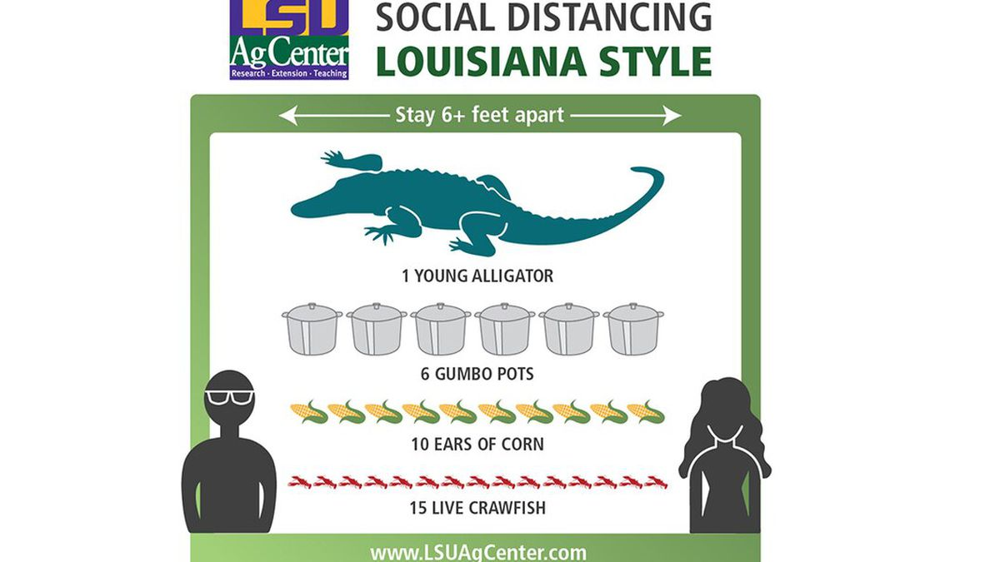 LSU
AgCenter
Research · Extension · Teaching
SOCIAL DISTANCING
LOUISIANA STYLE
Stay 6+ feet apart
1 YOUNG ALLIGATOR
6 GUMBO POTS
10 EARS OF CORN
15 LIVE CRAWFISH
www.LSUAgCenter.com